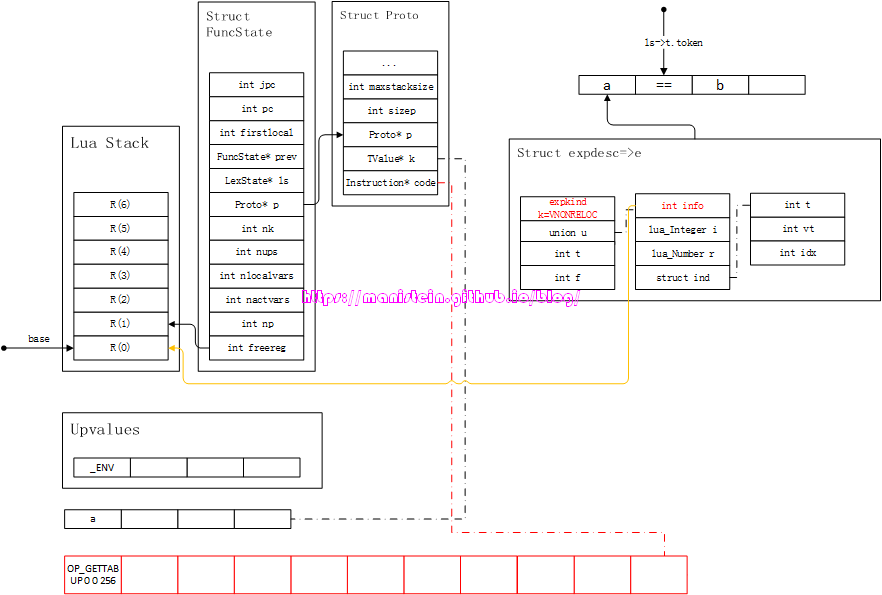 Struct
FuncState
int jpc
int pc
int firstlocal
FuncState* prev
LexState* ls
Proto* p
int nk
int nups
int nlocalvars
int nactvars
int np
int freereg
Struct Proto
...
int maxstacksize
int sizep
Proto* p
TValue* k
Instruction* code
ls->t.token
a == b
Lua Stack
R(6)
R(5)
R(4)
R(3)
R(2)
R(1)
R(0)
base
Struct expdesc=>e
expkind
k=VNONRELOC
union u
int t
int f
int info
lua_Integer i
lua_Number r
struct ind
int t
int vt
int idx
https://manistein.github.io/blog/
Upvalues
_ENV
a
OP_GETTAB
UP 0 0 256